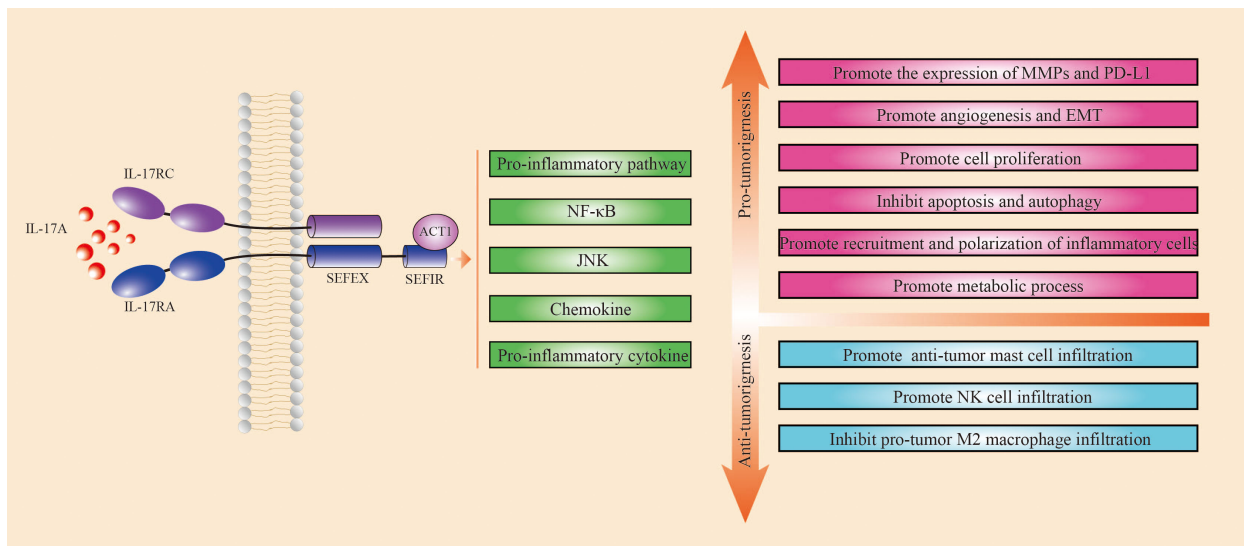 IL-17RC
IL-17A
IL-17RA
ACT1
SEFEX
SEFIR
Pro-inflammatory pathway
NF-κB
JNK
Chemokine
Pro-inflammatory cytokine
Pro-tumorigrnesis
Anti-tumorigrnesis
Promote the expression of MMPs and PD-L1
Promote angiogenesis and EMT
Promote cell proliferation
Inhibit apoptosis and autophagy
Promote recruitment and polarization of inflammatory cells
Promote metabolic process
Promote anti-tumor mast cell infiltration
Promote NK cell infiltration
Inhibit pro-tumor M2 macrophage infiltration